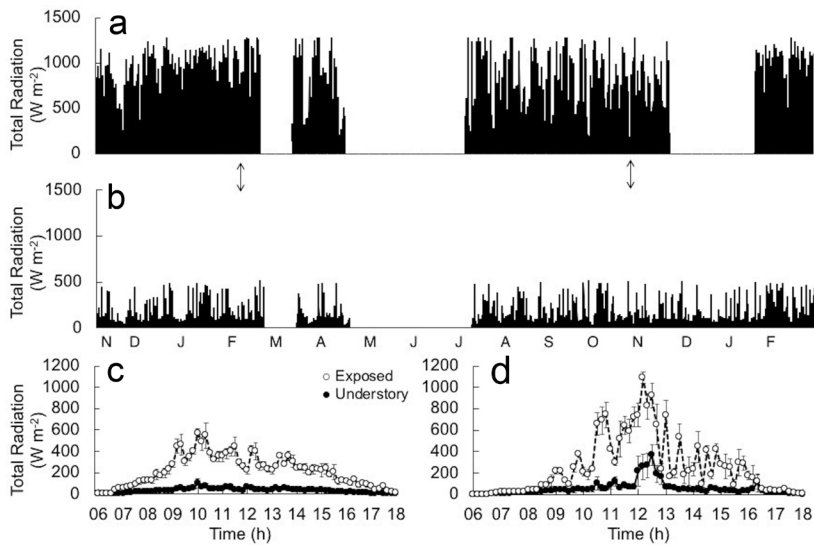 a
Total Radiation
(W m-2)
1500
1000
500
0
b
Total Radiation
(W m-2)
1500
1000
500
0
N D J F M A M J J A S O N D J F
c
Total Radiation
(W m-2)
1200
1000
800
600
400
200
0
Exposed
Understory
06 07 08 09 10 11 12 13 14 15 16 17 18
Time (h)
d
Total Radiation
(W m-2)
1200
1000
800
600
400
200
0
06 07 08 09 10 11 12 13 14 15 16 17 18
Time (h)